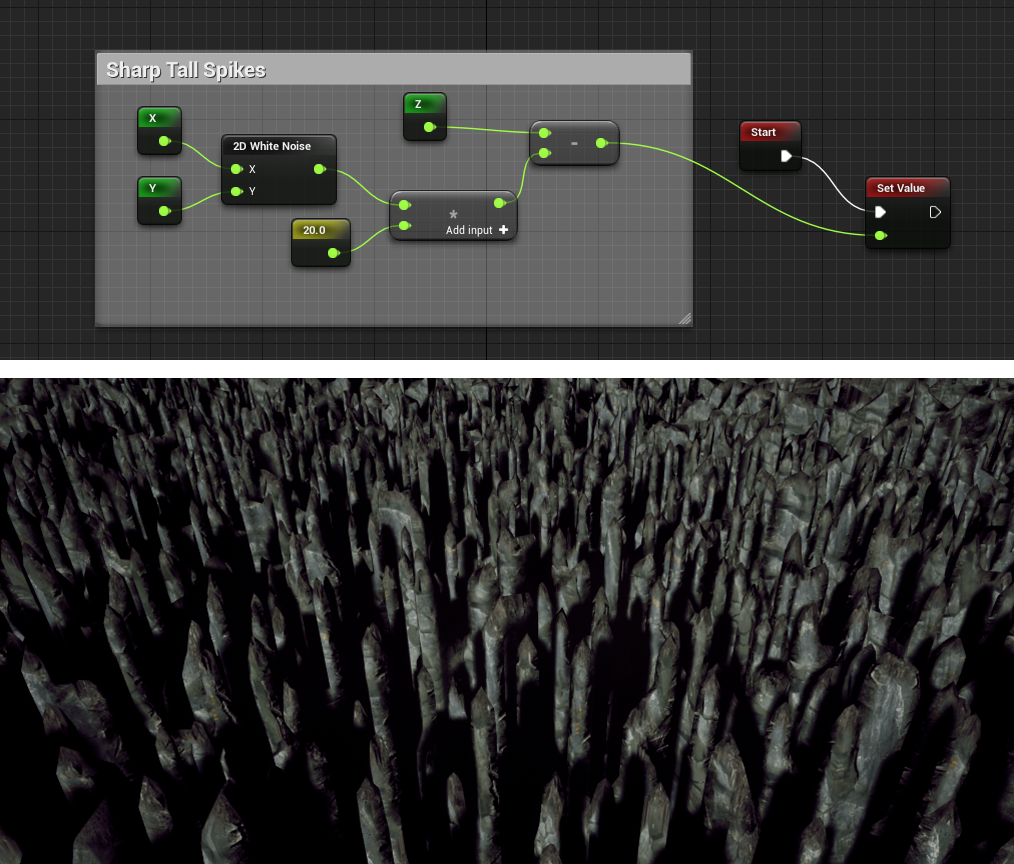 Sharp Tall Spikes
X
Z
Start
2D White Noise
X
Y
Y
-
Set Value
20.0
*
Add input +